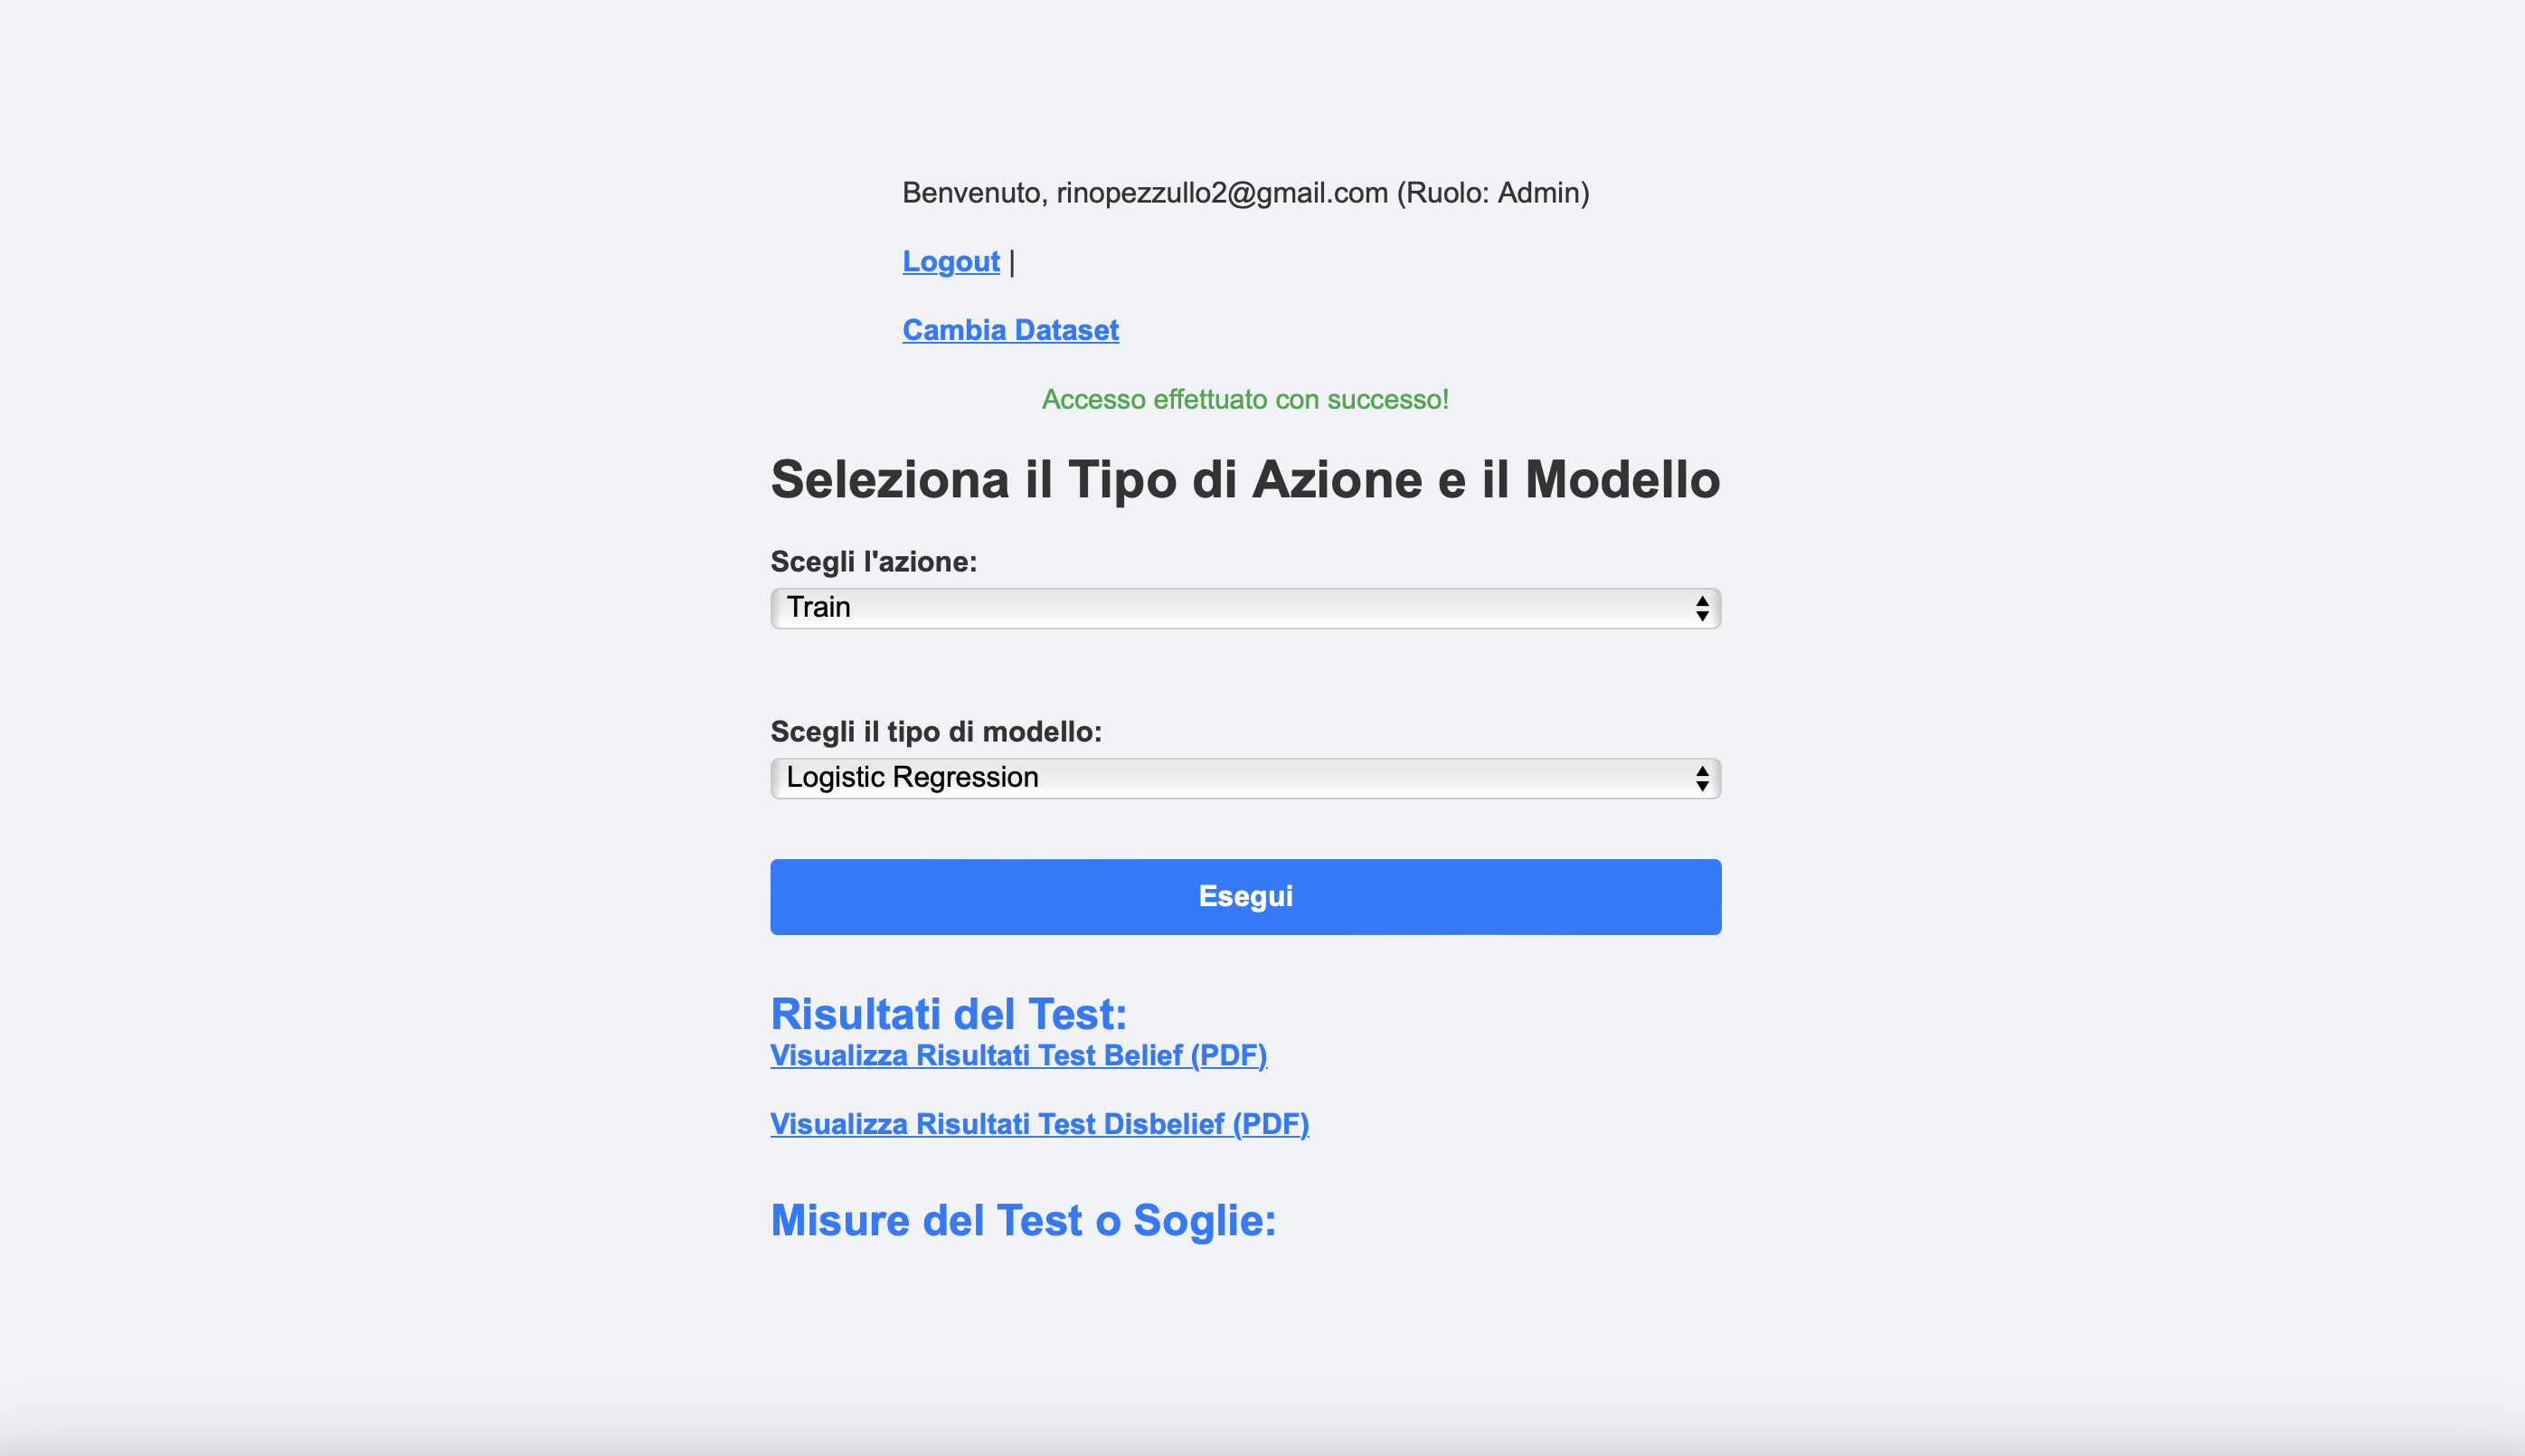 Benvenuto, rinopezzullo2@gmail.com (Ruolo: Admin)
Logout |
Cambia Dataset
Accesso effettuato con successo!
Seleziona il Tipo di Azione e il Modello
Scegli l'azione:
Train
Scegli il tipo di modello:
Logistic Regression
Esegui
Risultati del Test:
Visualizza Risultati Test Belief (PDF)
Visualizza Risultati Test Disbelief (PDF)
Misure del Test o Soglie: